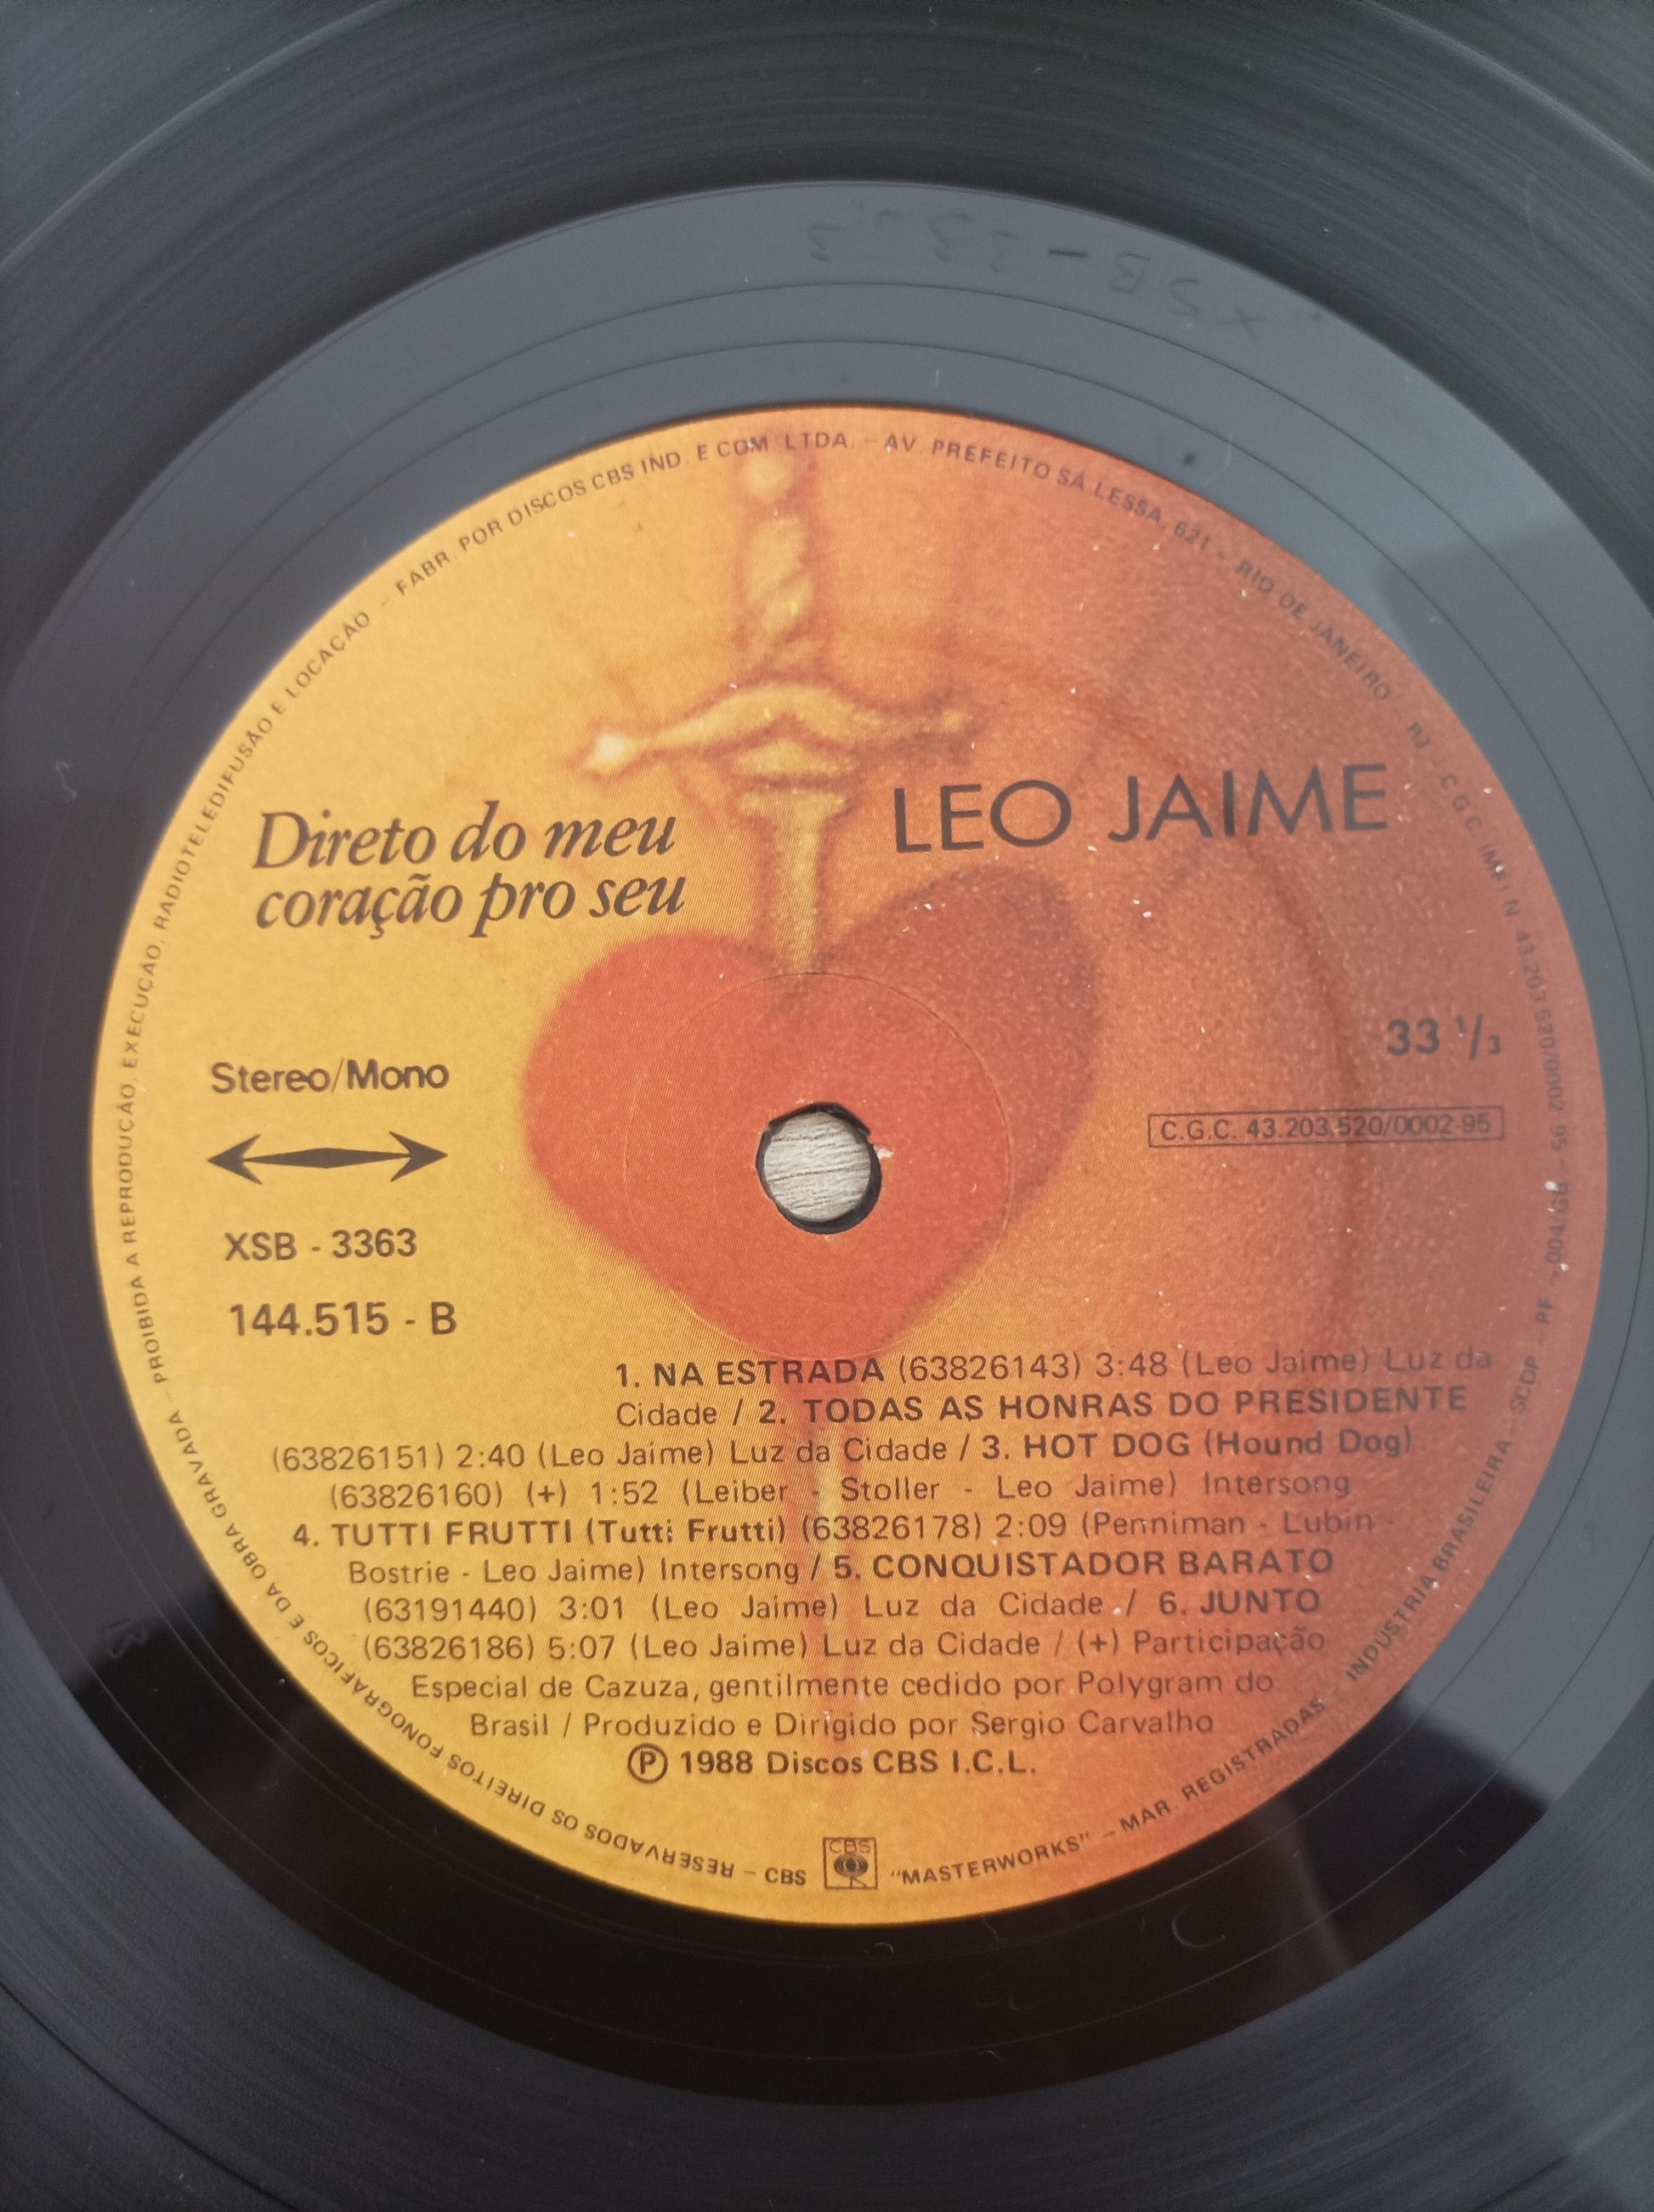 XSB-33 3
FABR. POR DISCOS CBS IND. E COM. LTDA. – AV. PREFEITO SÁ LESSA, 621 – RIO DE JANEIRO – RJ – C.G.C.
Direto do meu
coração pro seu
LEO JAIME
Stereo/Mono
33 1/3
C.G.C. 43.203.520/0002-95
XSB - 3363
144.515 - B
1. NA ESTRADA (63826143) 3:48 (Leo Jaime) Luz da
Cidade / 2. TODAS AS HONRAS DO PRESIDENTE
(63826151) 2:40 (Leo Jaime) Luz da Cidade / 3. HOT DOG (Hound Dog)
(63826160) (+) 1:52 (Leiber - Stoller - Leo Jaime) Intersong
4. TUTTI FRUTTI (Tutti Frutti) (63826178) 2:09 (Penniman - Lubin -
Bostrie - Leo Jaime) Intersong / 5. CONQUISTADOR BARATO
(63191440) 3:01 (Leo Jaime) Luz da Cidade / 6. JUNTO
(63826186) 5:07 (Leo Jaime) Luz da Cidade / (+) Participação
Especial de Cazuza, gentilmente cedido por Polygram do
Brasil / Produzido e Dirigido por Sergio Carvalho
℗ 1988 Discos CBS I.C.L.
CBS
CBS "MASTERWORKS" – MAR. REGISTRADAS – INDÚSTRIA BRASILEIRA – SCDP – PF
RESERVADOS OS DIREITOS FONOGRÁFICOS E DA OBRA GRAVADA – PROIBIDA A REPRODUÇÃO, EXECUÇÃO, RADIOTELEDIFUSÃO E LOCAÇÃO –